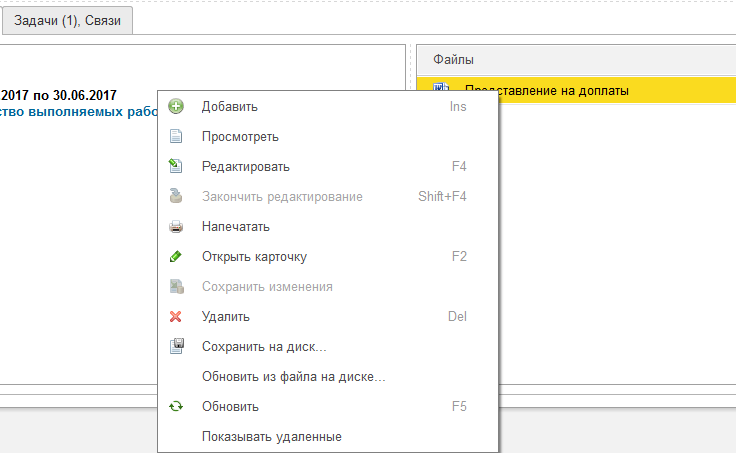 Задачи (1), Связи
Файлы
.2017 по 30.06.2017
Представление на доплаты
ство выполняемых рабо
Добавить Ins
Просмотреть
Редактировать F4
Закончить редактирование Shift+F4
Напечатать
Открыть карточку F2
Сохранить изменения
Удалить Del
Сохранить на диск...
Обновить из файла на диске...
Обновить F5
Показывать удаленные